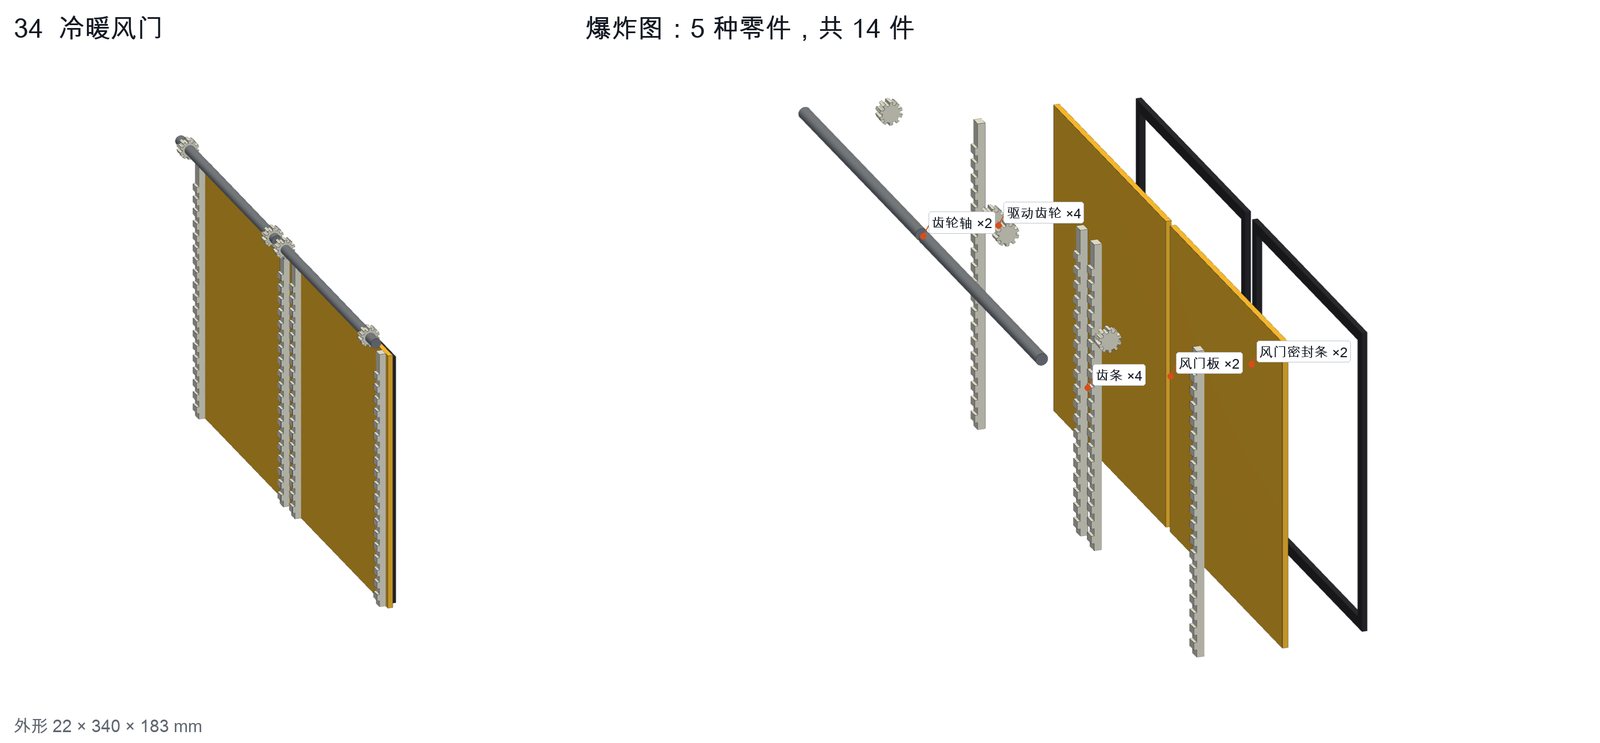 34 冷暖风门
爆炸图：5 种零件，共 14 件
驱动齿轮 ×4
齿轮轴 ×2
风门密封条 ×2
风门板 ×2
齿条 ×4
外形 22 × 340 × 183 mm